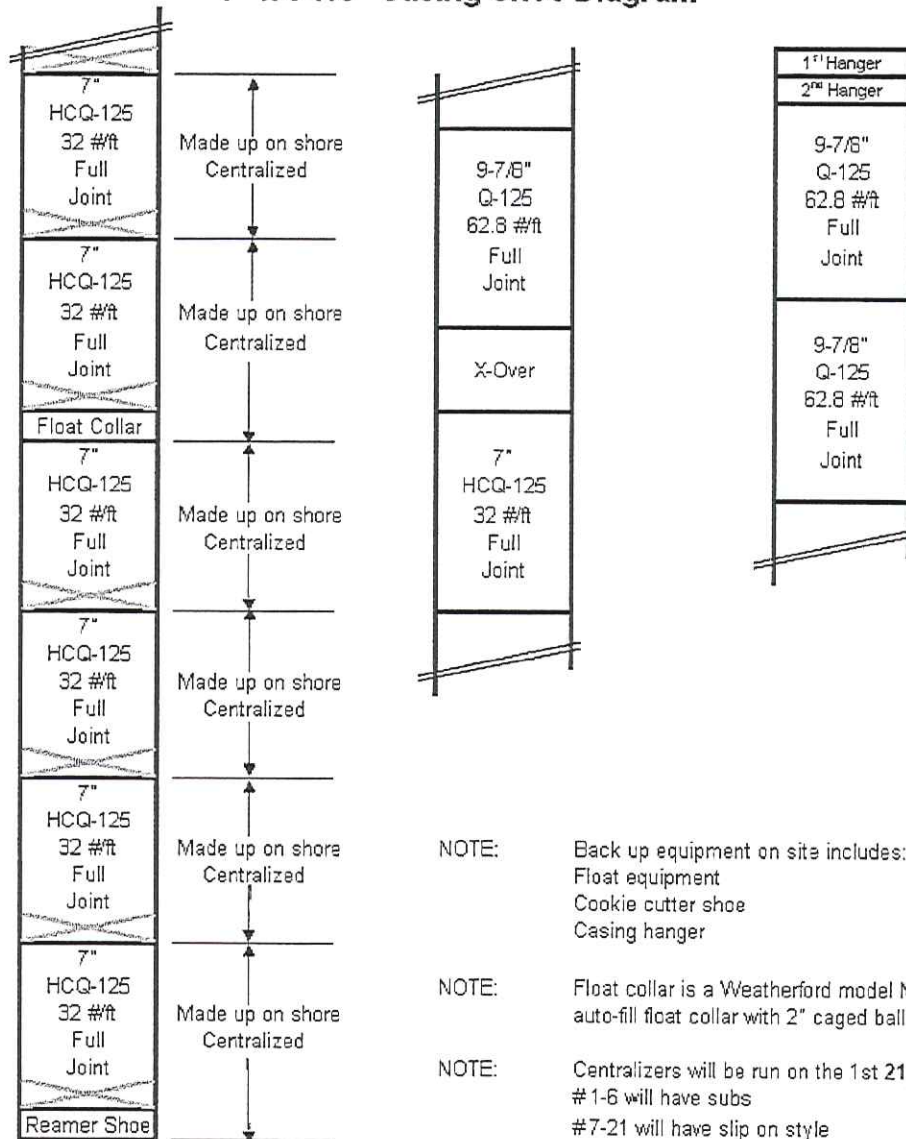 Casing Shoe Diagram
7"
HCQ-125
32 #/ft
Full
Joint
Made up on shore
Centralized
7"
HCQ-125
32 #/ft
Full
Joint
Made up on shore
Centralized
Float Collar
7"
HCQ-125
32 #/ft
Full
Joint
Made up on shore
Centralized
7"
HCQ-125
32 #/ft
Full
Joint
Made up on shore
Centralized
7"
HCQ-125
32 #/ft
Full
Joint
Made up on shore
Centralized
7"
HCQ-125
32 #/ft
Full
Joint
Made up on shore
Centralized
Reamer Shoe
9-7/8"
Q-125
62.8 #/ft
Full
Joint
X-Over
7"
HCQ-125
32 #/ft
Full
Joint
1st Hanger
2nd Hanger
9-7/8"
Q-125
62.8 #/ft
Full
Joint
9-7/8"
Q-125
62.8 #/ft
Full
Joint
NOTE: Back up equipment on site includes:
Float equipment
Cookie cutter shoe
Casing hanger
NOTE: Float collar is a Weatherford model
auto-fill float collar with 2" caged ball
NOTE: Centralizers will be run on the 1st 21
#1-6 will have subs
#7-21 will have slip on style